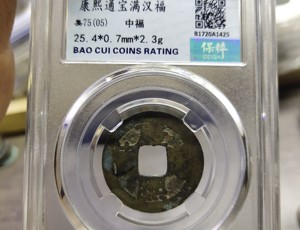 康熙通宝满汉福
美75(05) 中福
25.4*0.7mm*2.3g
BAO CUI COINS RATING
B1720A1425
保粹